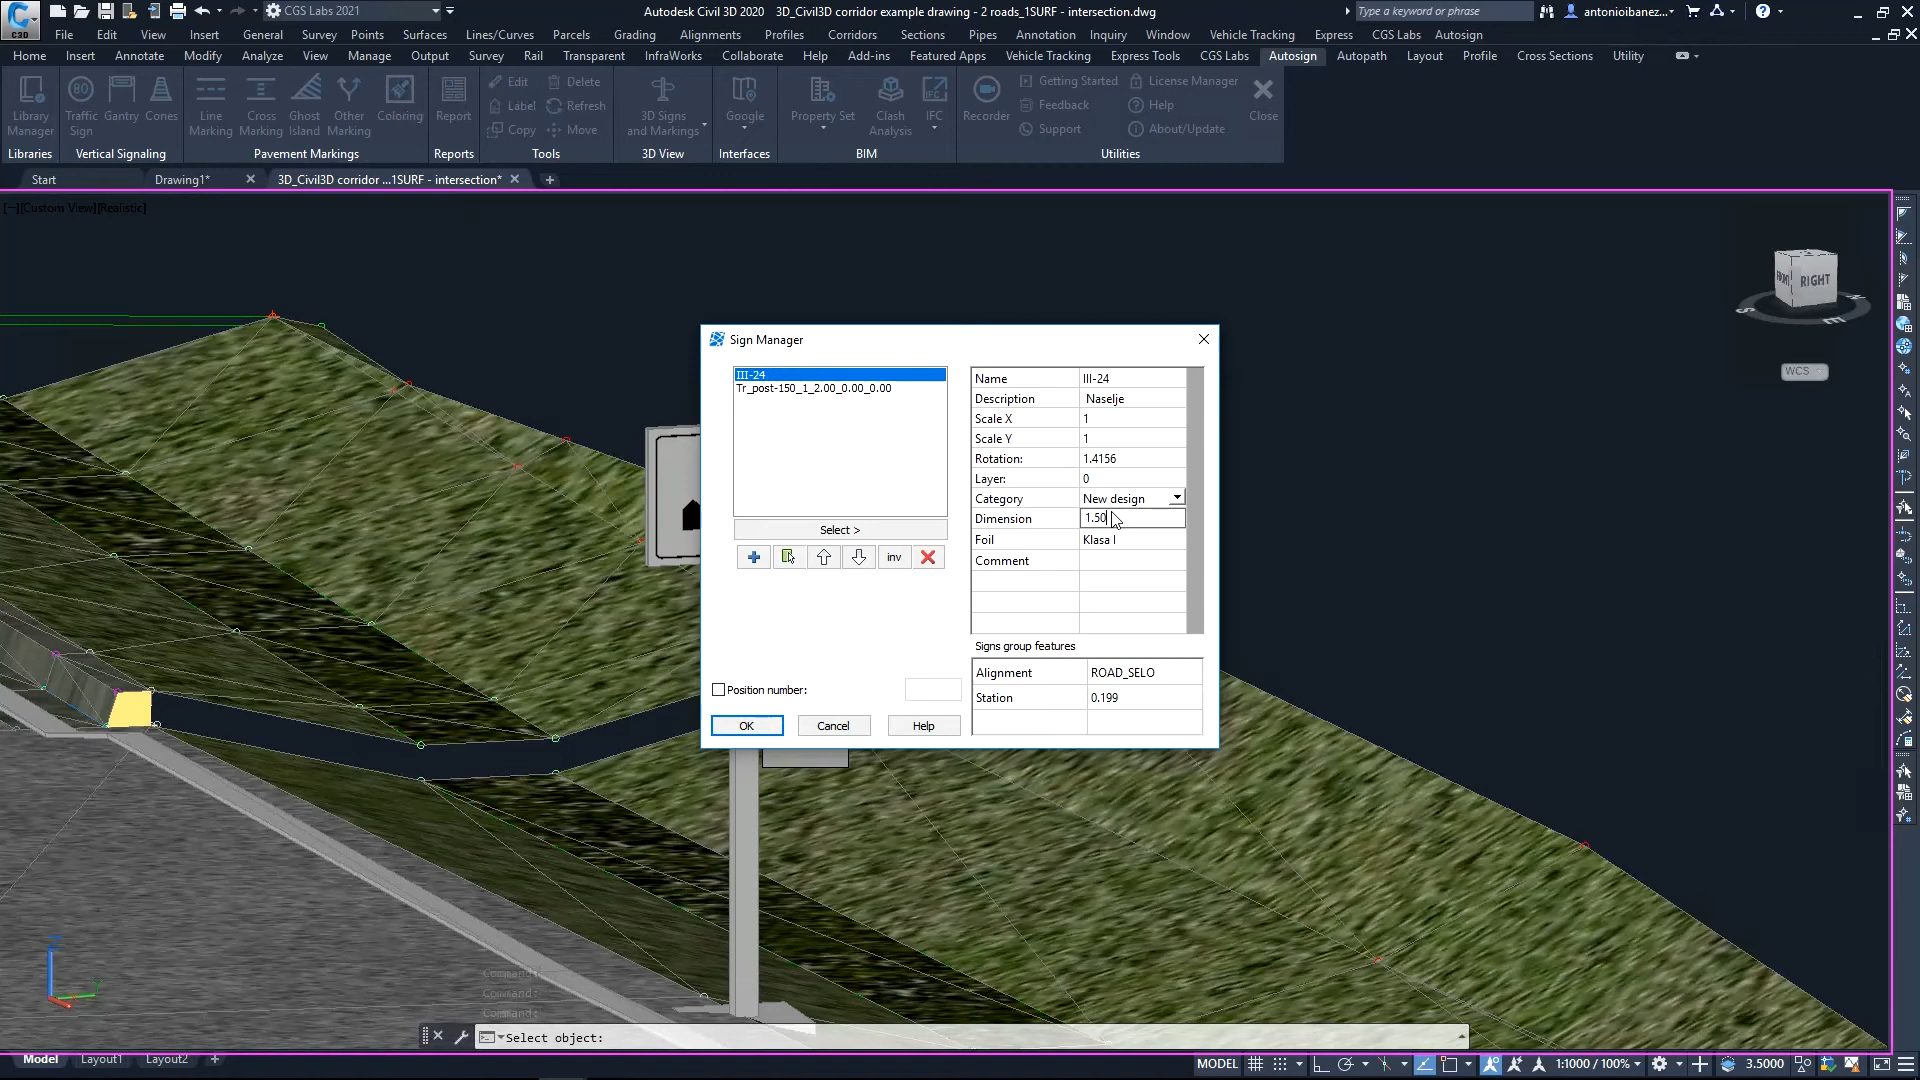 CGS Labs 2021
Autodesk Civil 3D 2020 3D_Civil3D corridor example drawing - 2 roads_1SURF - intersection.dwg
Type a keyword or phrase
antonioibanez...
C3D
File Edit View Insert General Survey Points Surfaces Lines/Curves Parcels Grading Alignments Profiles Corridors Sections Pipes Annotation Inquiry Window Vehicle Tracking Express CGS Labs Autosign
Home Insert Annotate Modify Analyze View Manage Output Survey Rail Transparent InfraWorks Collaborate Help Add-ins Featured Apps Vehicle Tracking Express Tools CGS Labs Autosign Autopath Layout Profile Cross Sections Utility
Library Manager
Traffic Sign
Gantry
Cones
Line Marking
Cross Marking
Ghost Island
Other Marking
Coloring
Report
Edit
Label
Copy
Delete
Refresh
Move
3D Signs and Markings
Google
Property Set
Clash Analysis
IFC
Recorder
Getting Started
Feedback
Support
License Manager
Help
About/Update
Close
Libraries Vertical Signaling Pavement Markings Reports Tools 3D View Interfaces BIM Utilities
Start Drawing1* 3D_Civil3D corridor ...1SURF - intersection*
[−][Custom View][Realistic]
FRONT RIGHT
S E
WCS
Sign Manager
III-24
Tr_post-150_1_2.00_0.00_0.00
Select >
inv
Name III-24
Description Naselje
Scale X 1
Scale Y 1
Rotation: 1.4156
Layer: 0
Category New design
Dimension 1.50
Foil Klasa I
Comment
Signs group features
Alignment ROAD_SELO
Station 0.199
Position number:
OK Cancel Help
Command:
Command:
Command:
Select object:
Model Layout1 Layout2
MODEL 1:1000 / 100% 3.5000